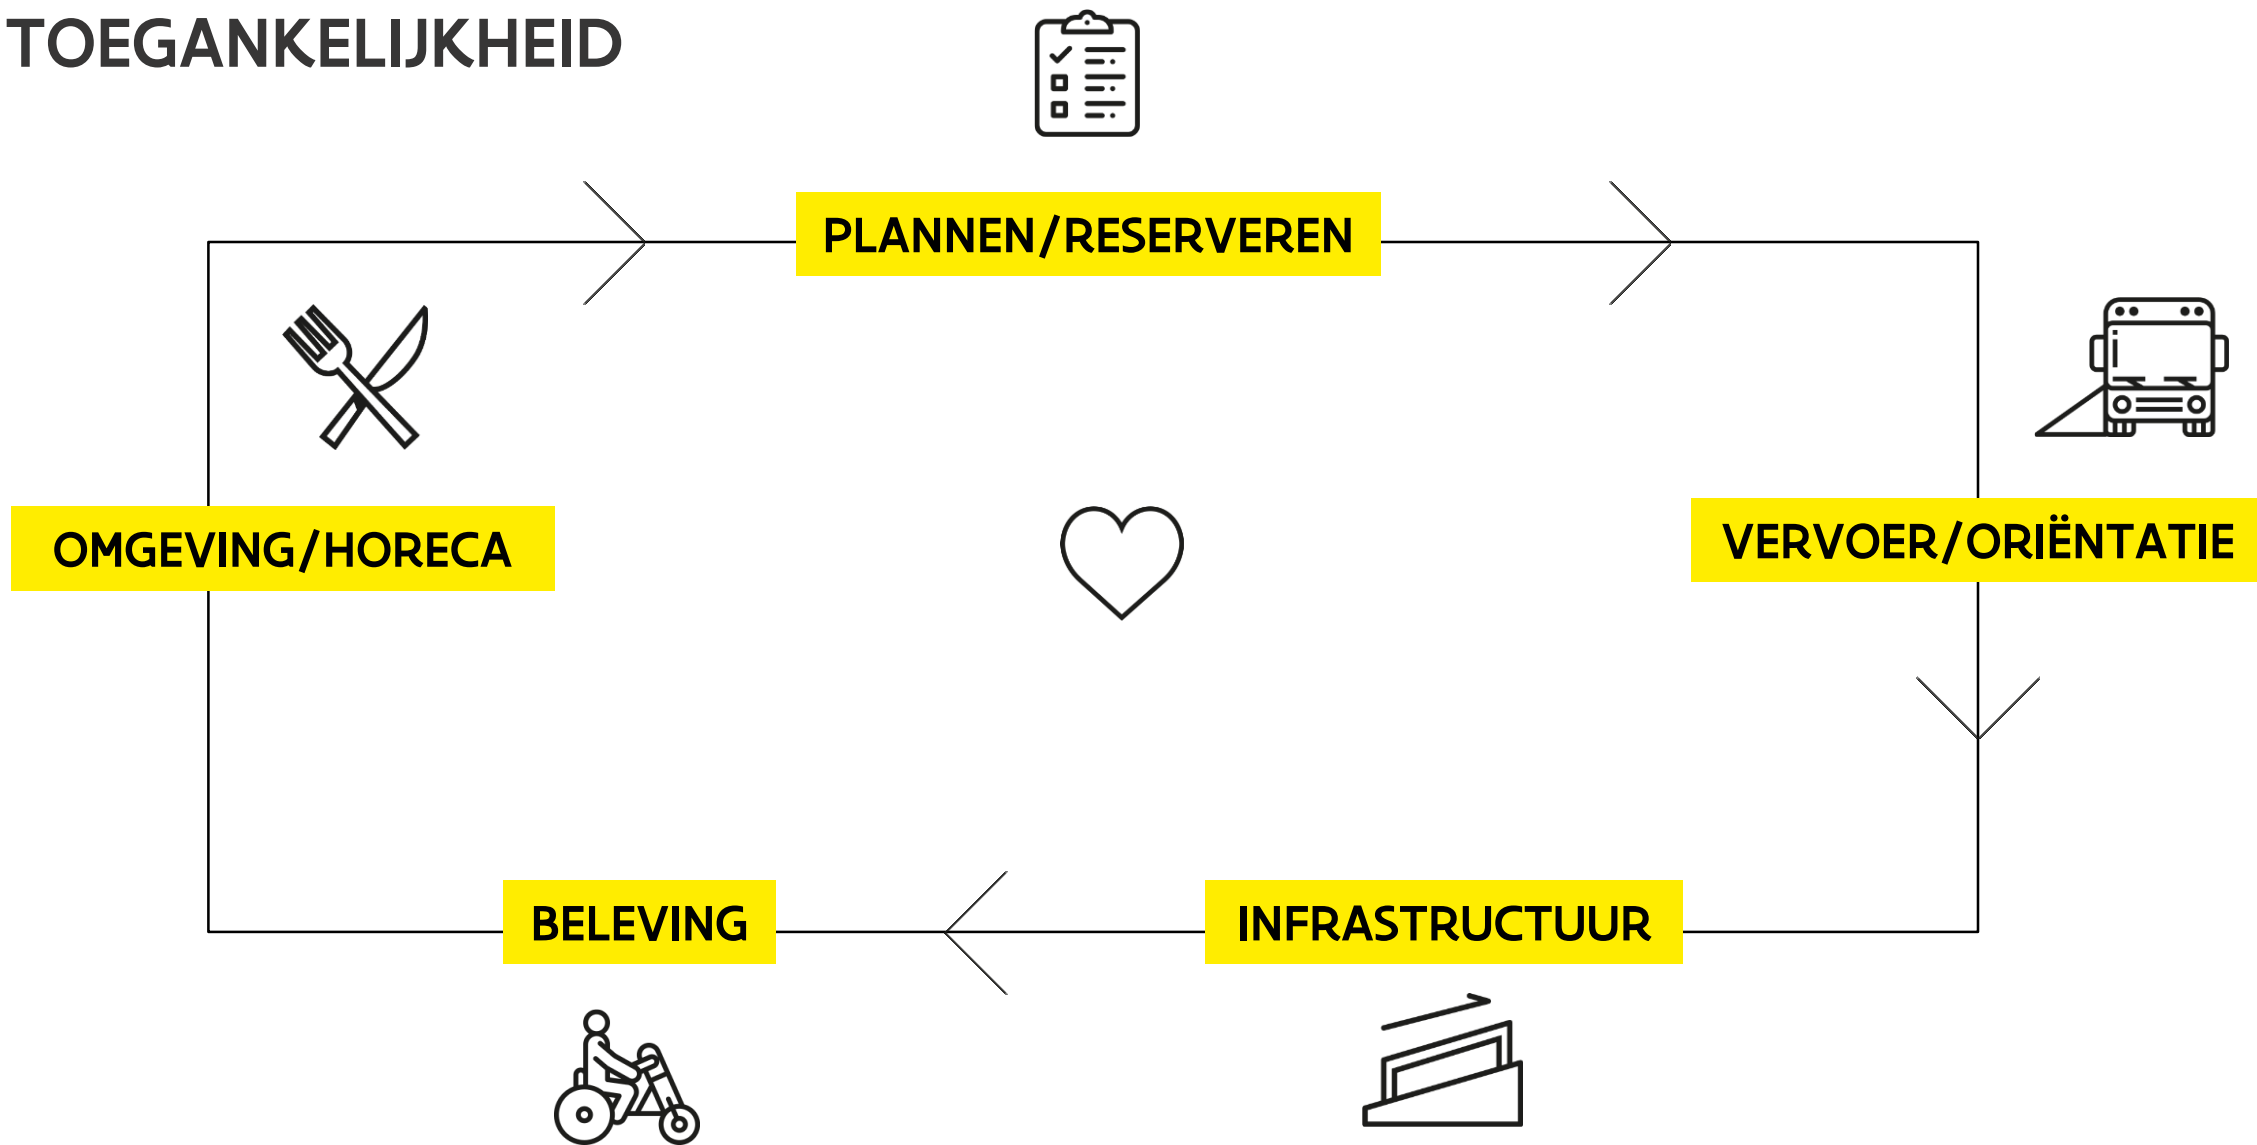 TOEGANKELIJKHEID
PLANNEN/RESERVEREN
OMGEVING/HORECA
VERVOER/ORIËNTATIE
BELEVING
INFRASTRUCTUUR